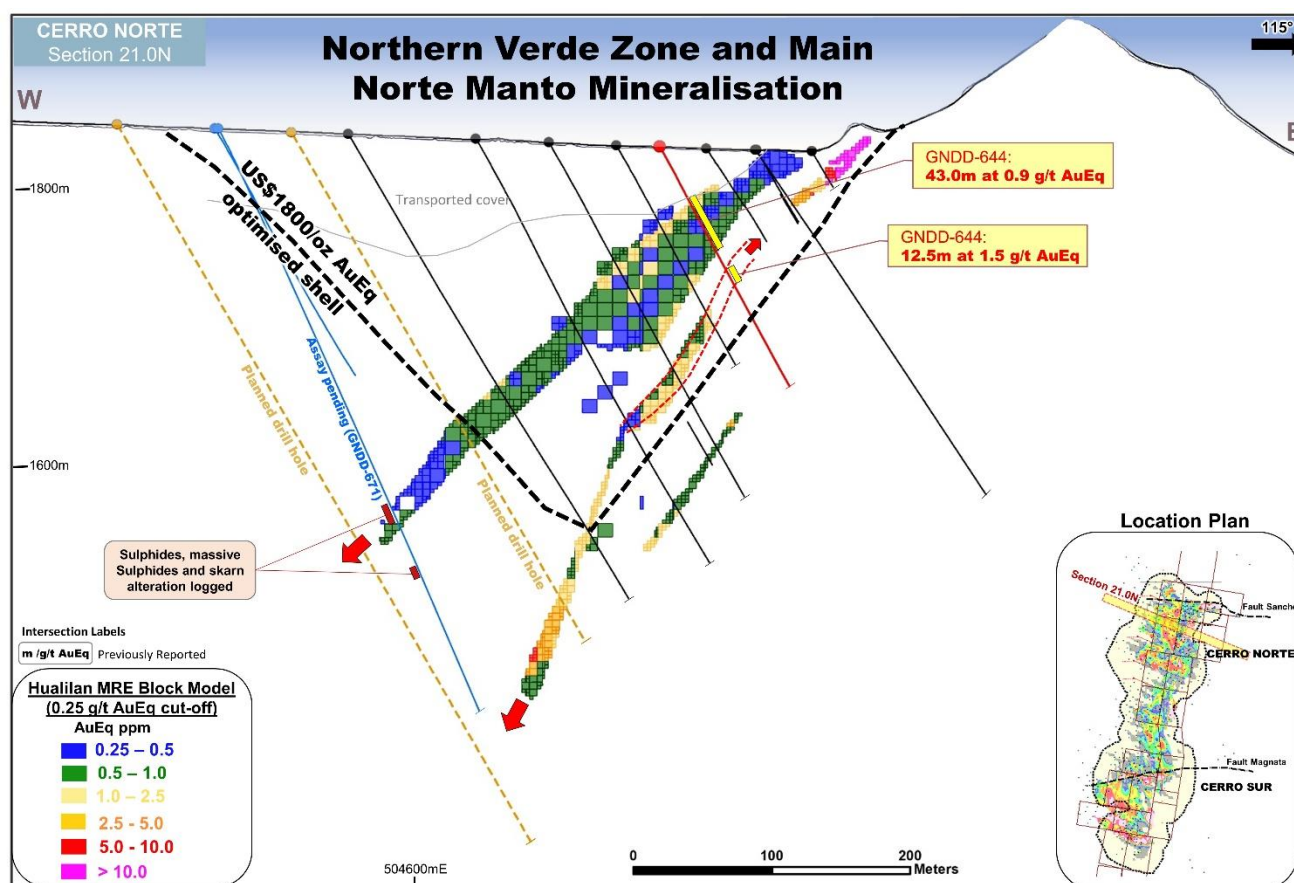 CERRO NORTE
Section 21.0N
Northern Verde Zone and Main
Norte Manto Mineralisation
115°
W
E
1800m
1600m
Transported cover
US$1800/oz AuEq
optimised shell
GNDD-644:
43.0m at 0.9 g/t AuEq
GNDD-644:
12.5m at 1.5 g/t AuEq
Planned drill hole
Assay pending (GNDD-671)
Planned drill hole
Sulphides, massive
Sulphides and skarn
alteration logged
Intersection Labels
m /g/t AuEq Previously Reported
Hualilan MRE Block Model
(0.25 g/t AuEq cut-off)
AuEq ppm
0.25 – 0.5
0.5 – 1.0
1.0 – 2.5
2.5 - 5.0
5.0 - 10.0
> 10.0
504600mE
0 100 200
Meters
Location Plan
Section 21.0N
Fault Sanche
CERRO NORTE
Fault Magnata
CERRO SUR